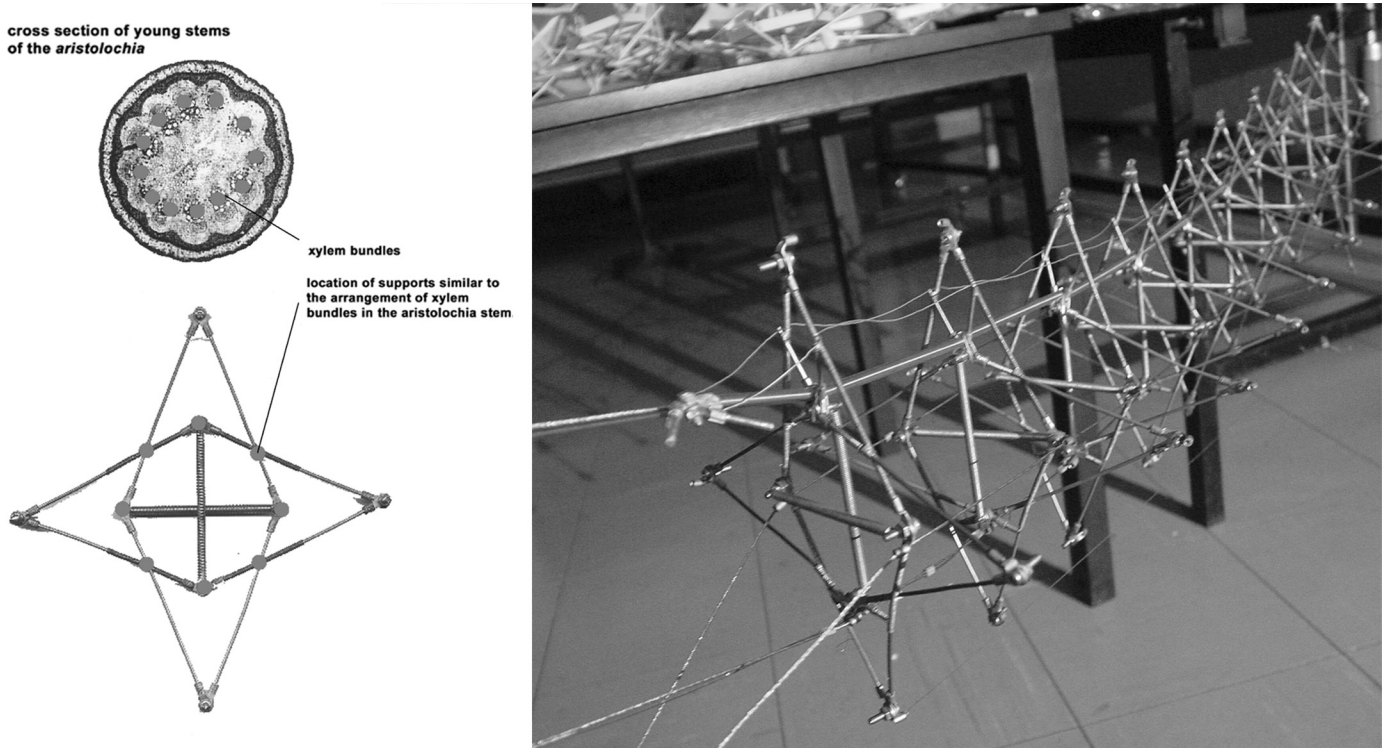 cross section of young stems
of the aristolochia
xylem bundles
location of supports similar to
the arrangement of xylem
bundles in the aristolochia stem